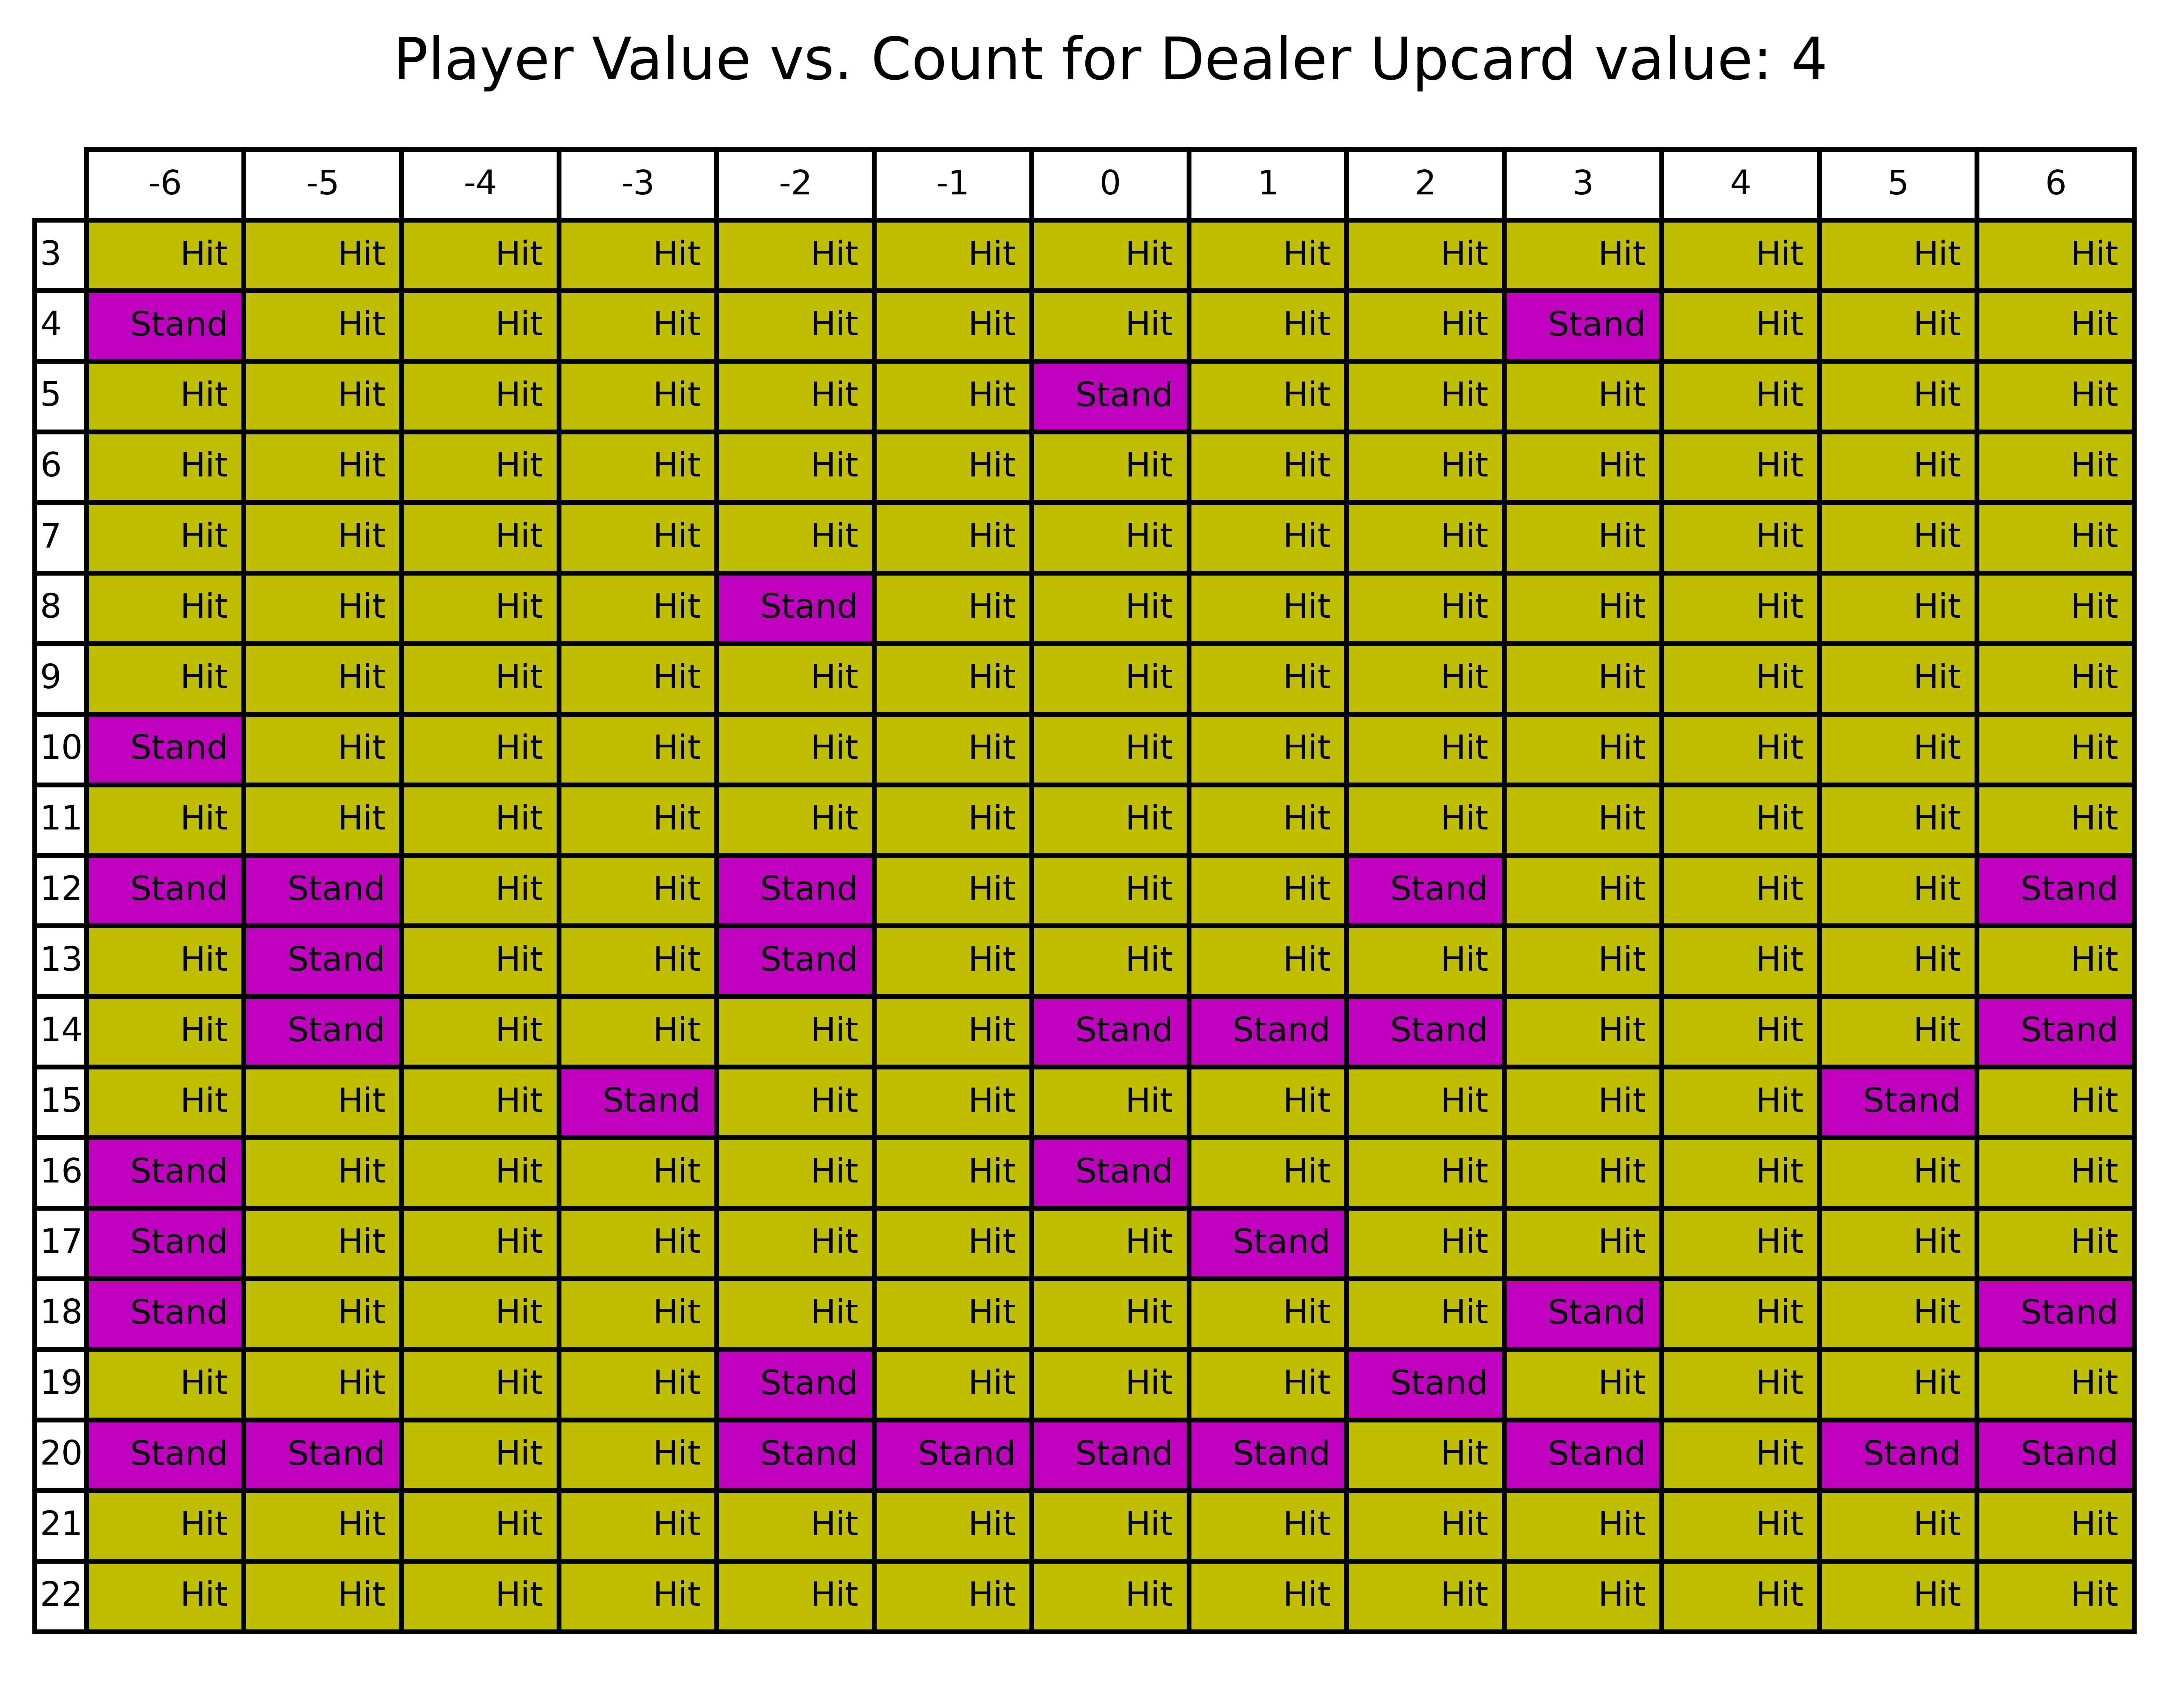 Player Value vs. Count for Dealer Upcard value: 4
-6 -5 -4 -3 -2 -1 0 1 2 3 4 5 6
3 Hit Hit Hit Hit Hit Hit Hit Hit Hit Hit Hit Hit Hit
4 Stand Hit Hit Hit Hit Hit Hit Hit Hit Stand Hit Hit Hit
5 Hit Hit Hit Hit Hit Hit Stand Hit Hit Hit Hit Hit Hit
6 Hit Hit Hit Hit Hit Hit Hit Hit Hit Hit Hit Hit Hit
7 Hit Hit Hit Hit Hit Hit Hit Hit Hit Hit Hit Hit Hit
8 Hit Hit Hit Hit Stand Hit Hit Hit Hit Hit Hit Hit Hit
9 Hit Hit Hit Hit Hit Hit Hit Hit Hit Hit Hit Hit Hit
10 Stand Hit Hit Hit Hit Hit Hit Hit Hit Hit Hit Hit Hit
11 Hit Hit Hit Hit Hit Hit Hit Hit Hit Hit Hit Hit Hit
12 Stand Stand Hit Hit Stand Hit Hit Hit Stand Hit Hit Hit Stand
13 Hit Stand Hit Hit Stand Hit Hit Hit Hit Hit Hit Hit Hit
14 Hit Stand Hit Hit Hit Hit Stand Stand Stand Hit Hit Hit Stand
15 Hit Hit Hit Stand Hit Hit Hit Hit Hit Hit Hit Stand Hit
16 Stand Hit Hit Hit Hit Hit Stand Hit Hit Hit Hit Hit Hit
17 Stand Hit Hit Hit Hit Hit Hit Stand Hit Hit Hit Hit Hit
18 Stand Hit Hit Hit Hit Hit Hit Hit Hit Stand Hit Hit Stand
19 Hit Hit Hit Hit Stand Hit Hit Hit Stand Hit Hit Hit Hit
20 Stand Stand Hit Hit Stand Stand Stand Stand Hit Stand Hit Stand Stand
21 Hit Hit Hit Hit Hit Hit Hit Hit Hit Hit Hit Hit Hit
22 Hit Hit Hit Hit Hit Hit Hit Hit Hit Hit Hit Hit Hit